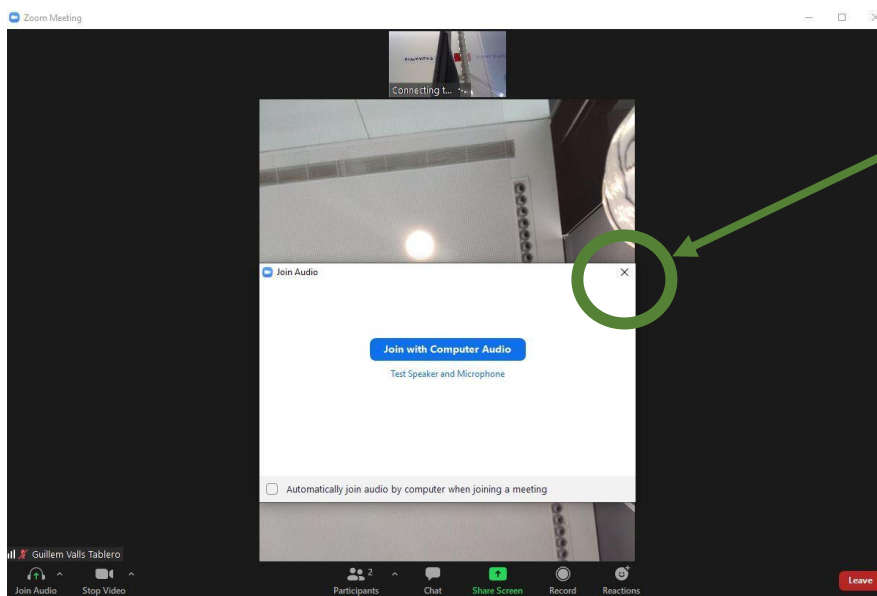 Zoom Meeting
Connecting t...
Join Audio
Join with Computer Audio
Test Speaker and Microphone
Automatically join audio by computer when joining a meeting
Guillem Valls Tablero
Join Audio
Stop Video
Participants
2
Chat
Share Screen
Record
Reactions
Leave